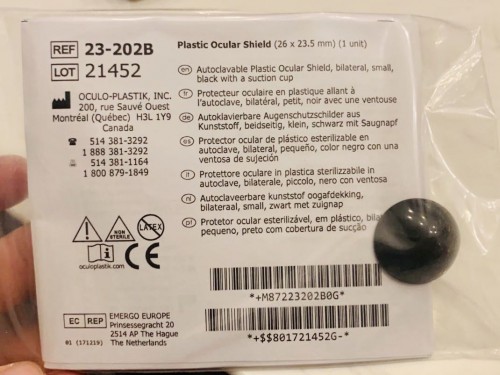 REF 23-202B
LOT 21452
OCULO-PLASTIK, INC.
200, rue Sauvé Ouest
Montréal (Québec) H3L 1Y9
Canada
514 381-3292
1 888 381-3292
514 381-1164
1 800 879-1849
NON STERILE
LATEX
oculoplastik.com
CE
EC REP
EMERGO EUROPE
Prinsessegracht 20
2514 AP The Hague
The Netherlands
01 (171219)
Plastic Ocular Shield (26 x 23.5 mm) (1 unit)
en Autoclavable Plastic Ocular Shield, bilateral, small,
black with a suction cup
fr Protecteur oculaire en plastique allant à
l'autoclave, bilatéral, petit, noir avec une ventouse
de Autoklavierbare Augenschutzschilder aus
Kunststoff, beidseitig, klein, schwarz mit Saugnapf
es Protector ocular de plástico esterilizable en
autoclave, bilateral, pequeño, color negro con una
ventosa de sujeción
it Protettore oculare in plastica sterilizzabile in
autoclave, bilaterale, piccolo, nero con ventosa
nl Autoclaveerbare kunststof oogafdekking,
bilateraal, small, zwart met zuignap
pt Protetor ocular esterilizável, em plástico,
pequeno, preto com cobertura de sucção
*+M87223202B0G*
*+$$801721452G-*